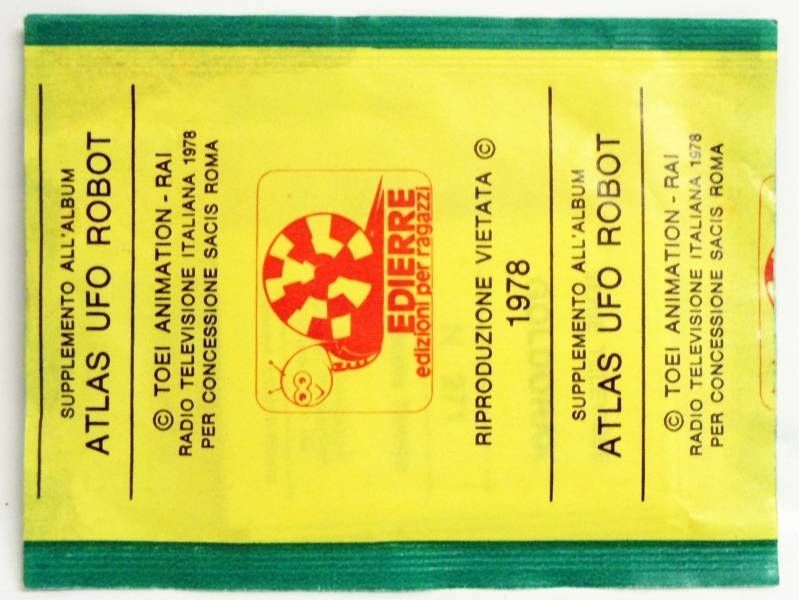 SUPPLEMENTO ALL'ALBUM
ATLAS UFO ROBOT
© TOEI ANIMATION - RAI
RADIO TELEVISIONE ITALIANA 1978
PER CONCESSIONE SACIS ROMA
EDIERRE
edizioni per ragazzi
RIPRODUZIONE VIETATA ©
1978
SUPPLEMENTO ALL'ALBUM
ATLAS UFO ROBOT
© TOEI ANIMATION - RAI
RADIO TELEVISIONE ITALIANA 1978
PER CONCESSIONE SACIS ROMA